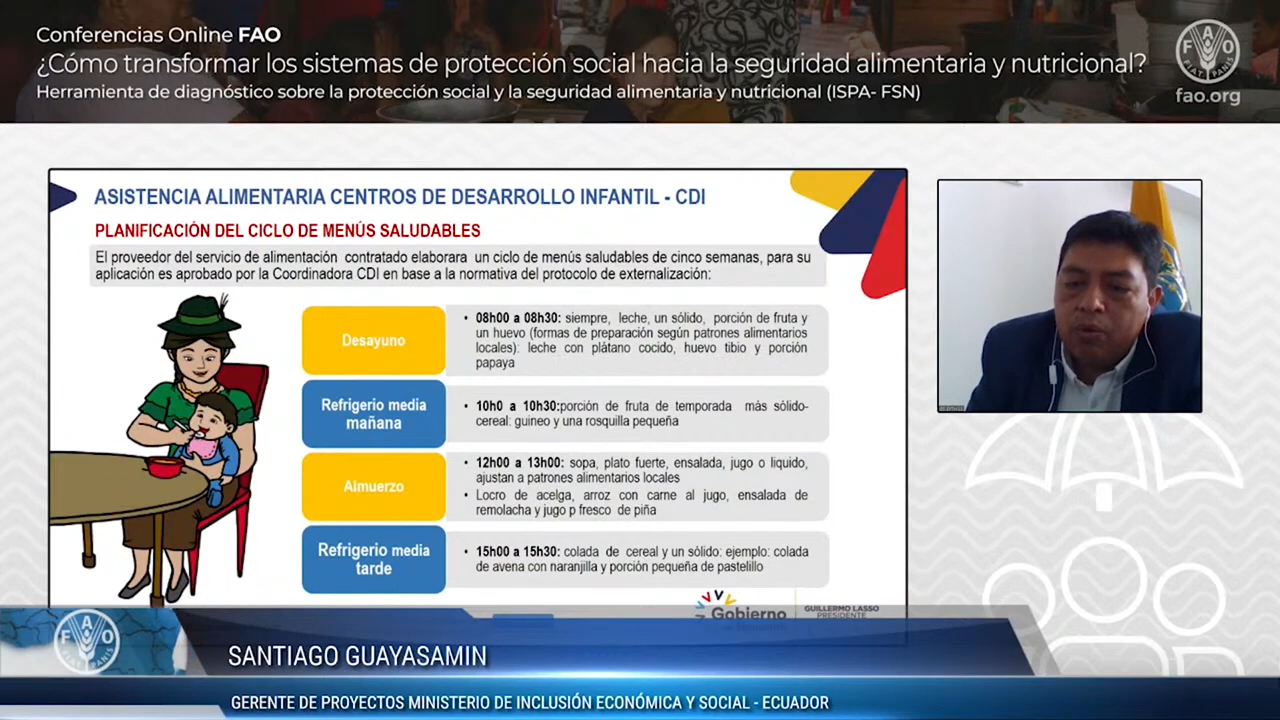 Conferencias Online FAO
¿Cómo transformar los sistemas de protección social hacia la seguridad alimentaria y nutricional?
Herramienta de diagnóstico sobre la protección social y la seguridad alimentaria y nutricional (ISPA- FSN)
FAO
FIAT PANIS
fao.org
ASISTENCIA ALIMENTARIA CENTROS DE DESARROLLO INFANTIL - CDI
PLANIFICACIÓN DEL CICLO DE MENÚS SALUDABLES
El proveedor del servicio de alimentación contratado elaborara un ciclo de menús saludables de cinco semanas, para su
aplicación es aprobado por la Coordinadora CDI en base a la normativa del protocolo de externalización:
Desayuno
• 08h00 a 08h30: siempre, leche, un sólido, porción de fruta y
un huevo (formas de preparación según patrones alimentarios
locales): leche con plátano cocido, huevo tibio y porción
papaya
Refrigerio media
mañana
• 10h0 a 10h30:porción de fruta de temporada más sólido-
cereal: guineo y una rosquilla pequeña
Almuerzo
• 12h00 a 13h00: sopa, plato fuerte, ensalada, jugo o liquido,
ajustan a patrones alimentarios locales
• Locro de acelga, arroz con carne al jugo, ensalada de
remolacha y jugo p fresco de piña
Refrigerio media
tarde
• 15h00 a 15h30: colada de cereal y un sólido: ejemplo: colada
de avena con naranjilla y porción pequeña de pastelillo
Gobierno
GUILLERMO LASSO
PRESIDENTE
FAO
FIAT PANIS
SANTIAGO GUAYASAMIN
GERENTE DE PROYECTOS MINISTERIO DE INCLUSIÓN ECONÓMICA Y SOCIAL - ECUADOR